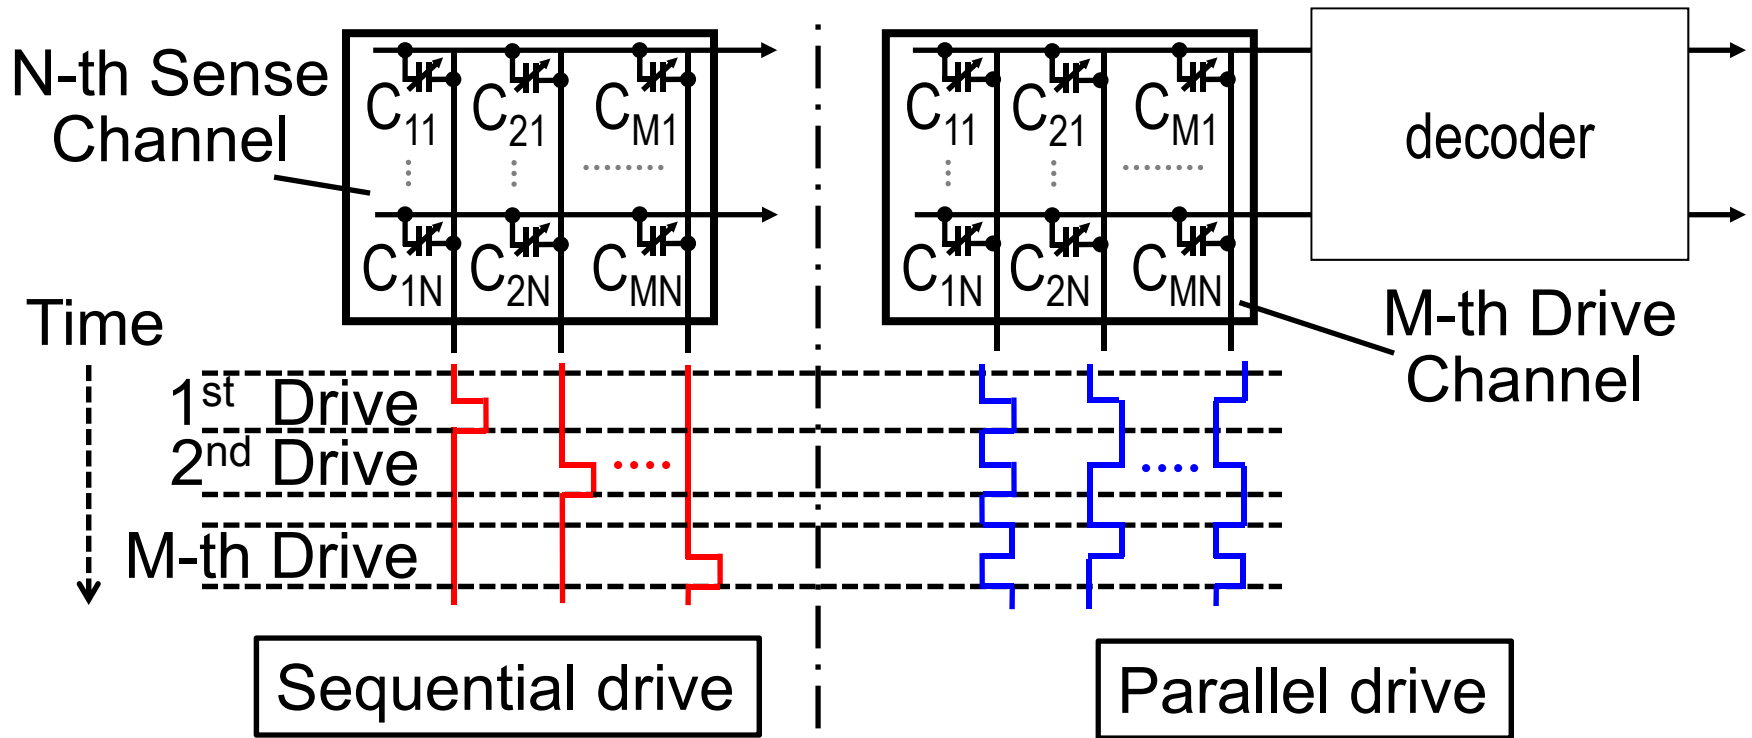 N-th Sense
Channel
C11 C21 CM1
C1N C2N CMN
C11 C21 CM1
C1N C2N CMN
decoder
M-th Drive
Channel
Time
1st Drive
2nd Drive
M-th Drive
Sequential drive
Parallel drive